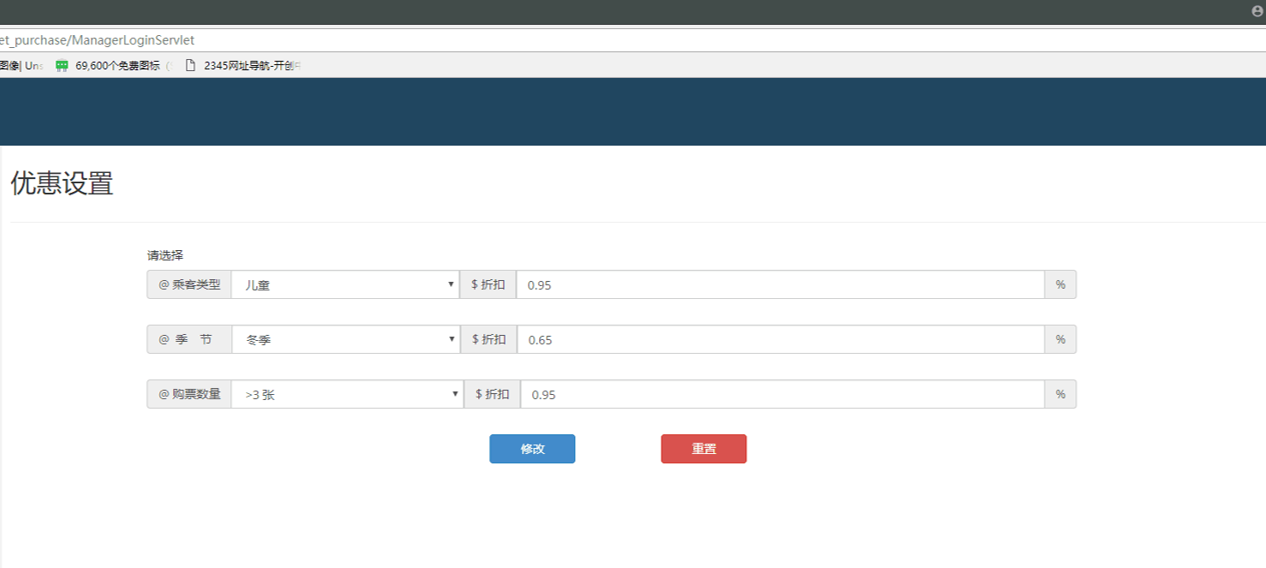 et_purchase/ManagerLoginServlet
图像| Uns 69,600个免费图标 2345网址导航-开创
优惠设置
请选择
@ 乘客类型 儿童 $ 折扣 0.95 %
@ 季 节 冬季 $ 折扣 0.65 %
@ 购票数量 >3 张 $ 折扣 0.95 %
修改 重置